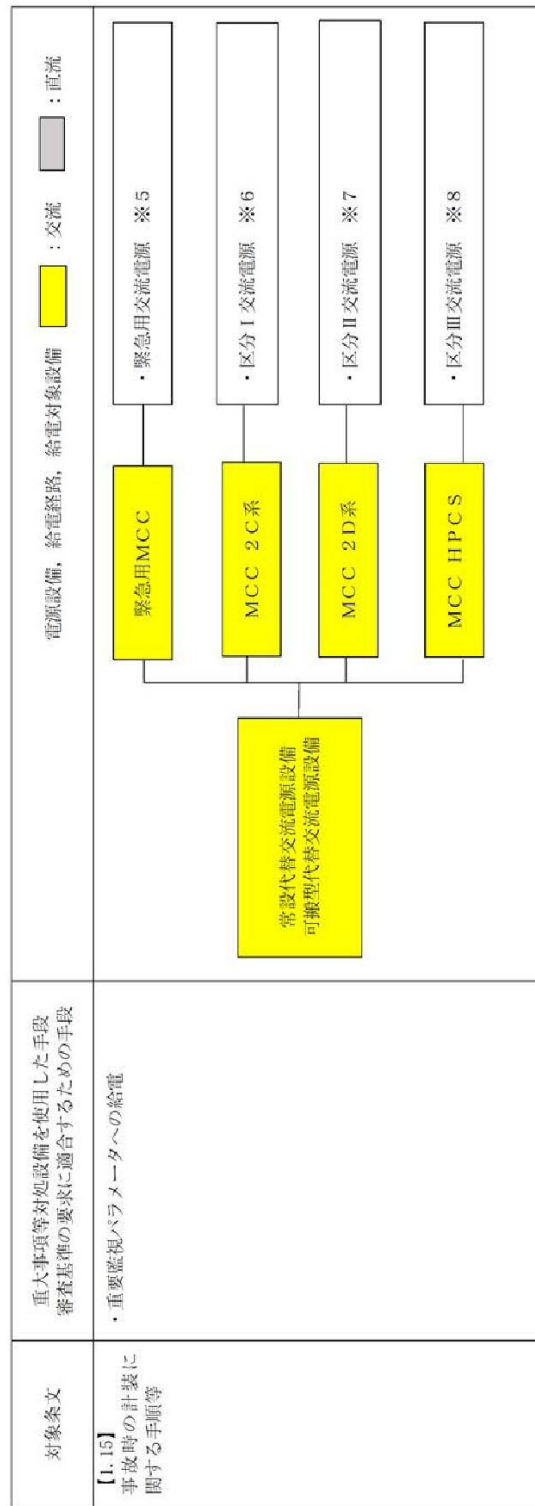 対象条文
重大事項等対処設備を使用した手段
審査基準の要求に適合するための手段
電源設備，給電経路，給電対象設備
：交流
：直流
【1.15】
事故時の計装に
関する手順等
・重要監視パラメータへの給電
常設代替交流電源設備
可搬型代替交流電源設備
緊急用MCC
・緊急用交流電源 ※5
MCC 2C系
・区分Ⅰ交流電源 ※6
MCC 2D系
・区分Ⅱ交流電源 ※7
MCC HPCS
・区分Ⅲ交流電源 ※8